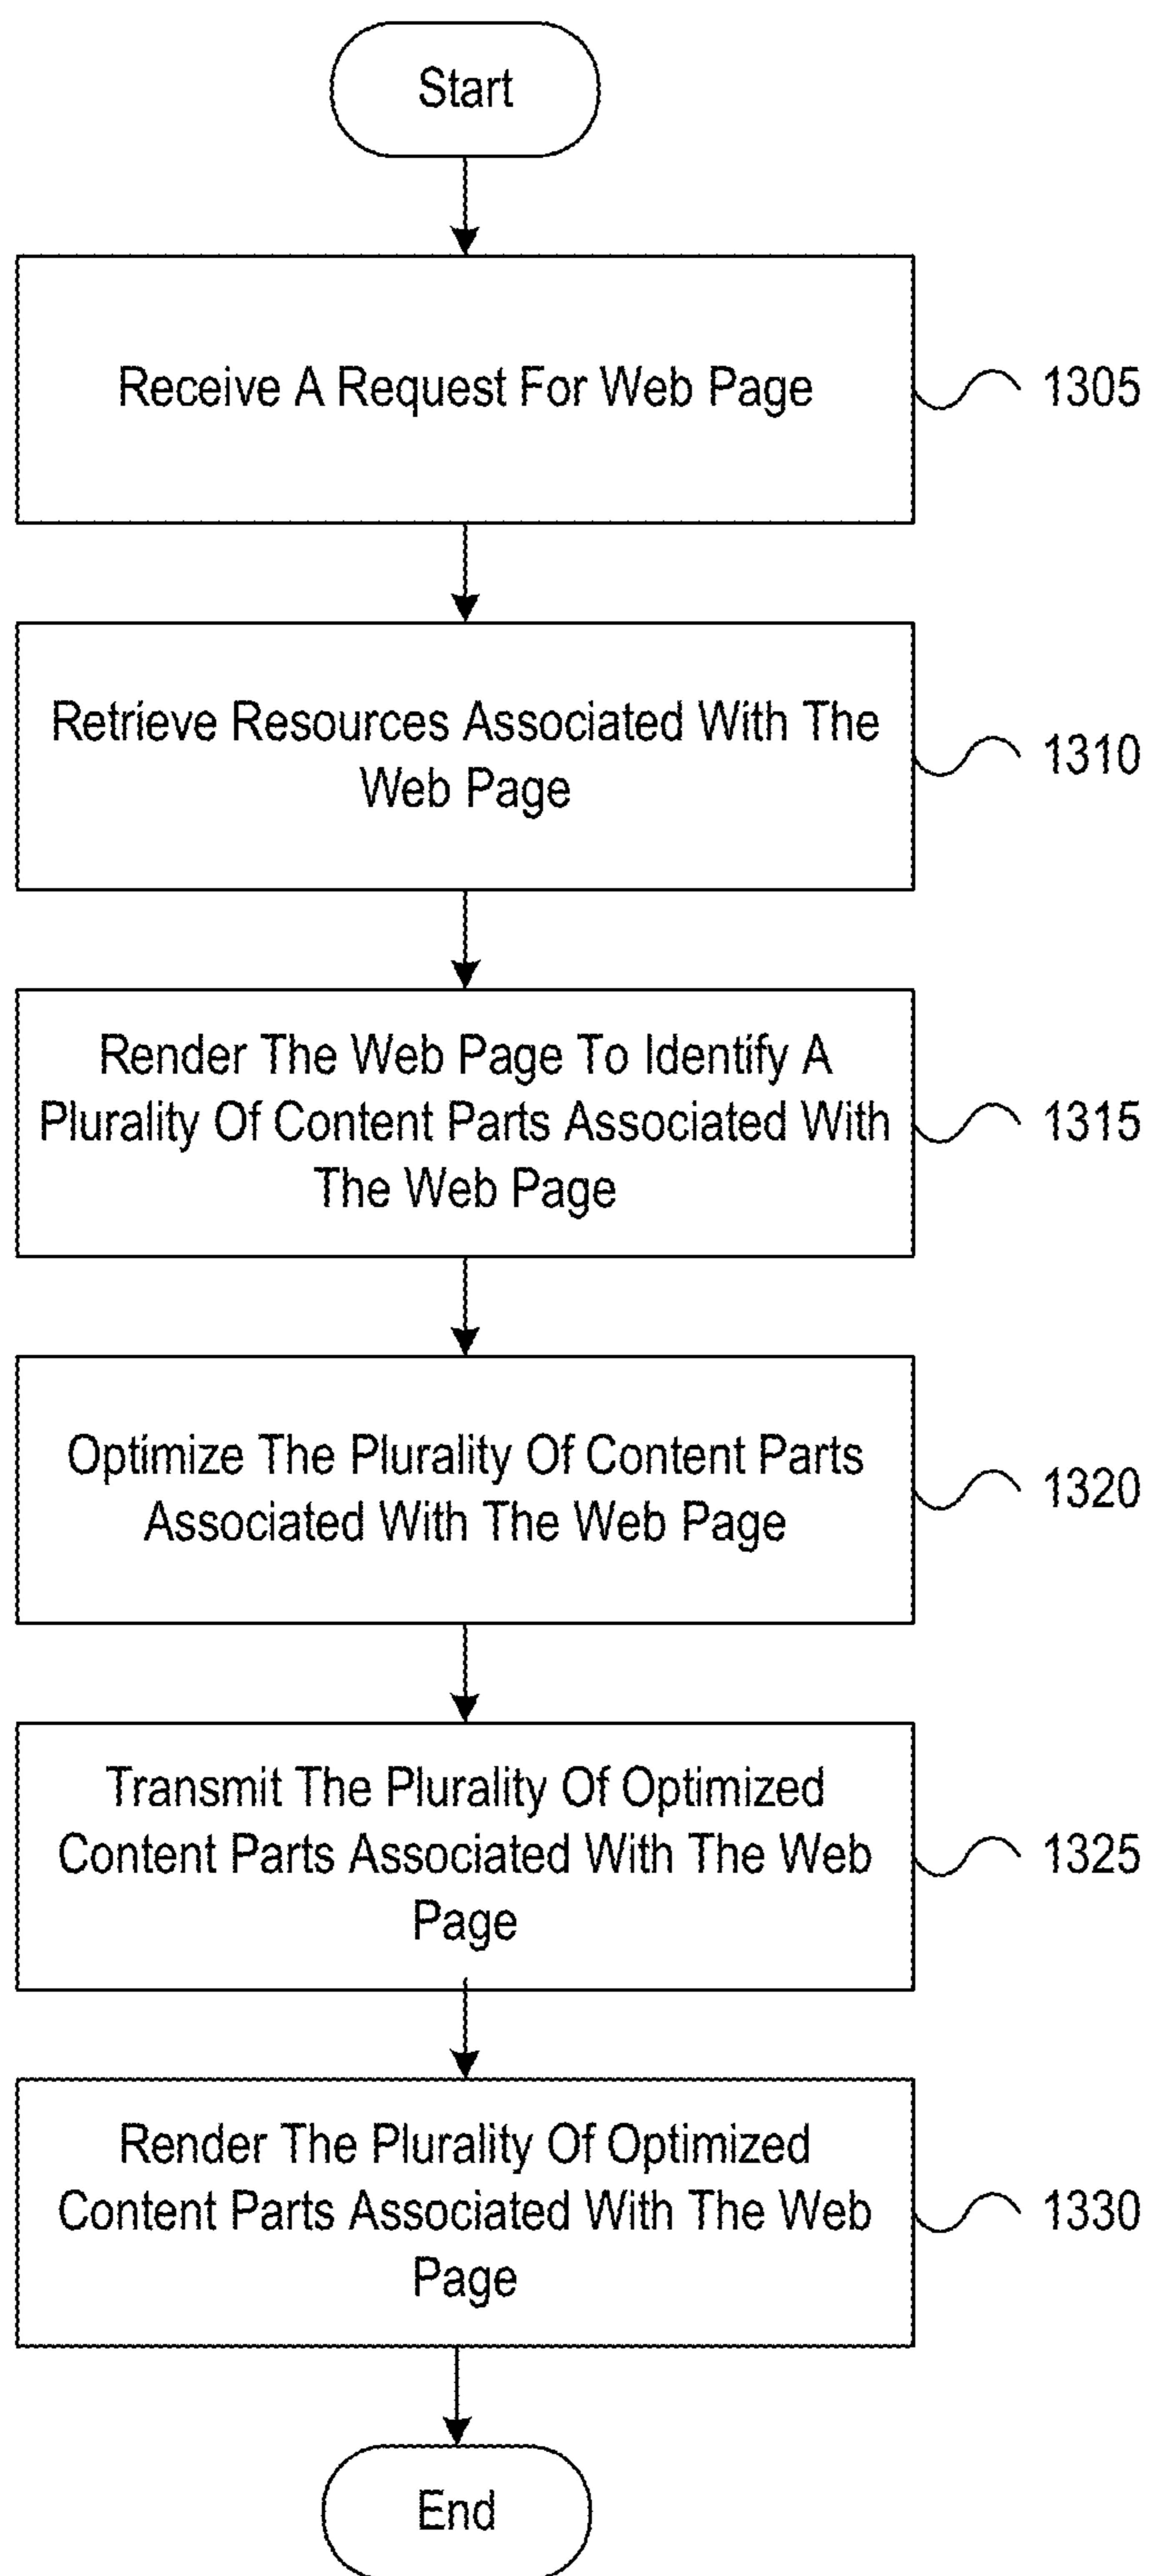 Start
Receive A Request For Web Page
1305
Retrieve Resources Associated With The
Web Page
1310
Render The Web Page To Identify A
Plurality Of Content Parts Associated With
The Web Page
1315
Optimize The Plurality Of Content Parts
Associated With The Web Page
1320
Transmit The Plurality Of Optimized
Content Parts Associated With The Web
Page
1325
Render The Plurality Of Optimized
Content Parts Associated With The Web
Page
1330
End